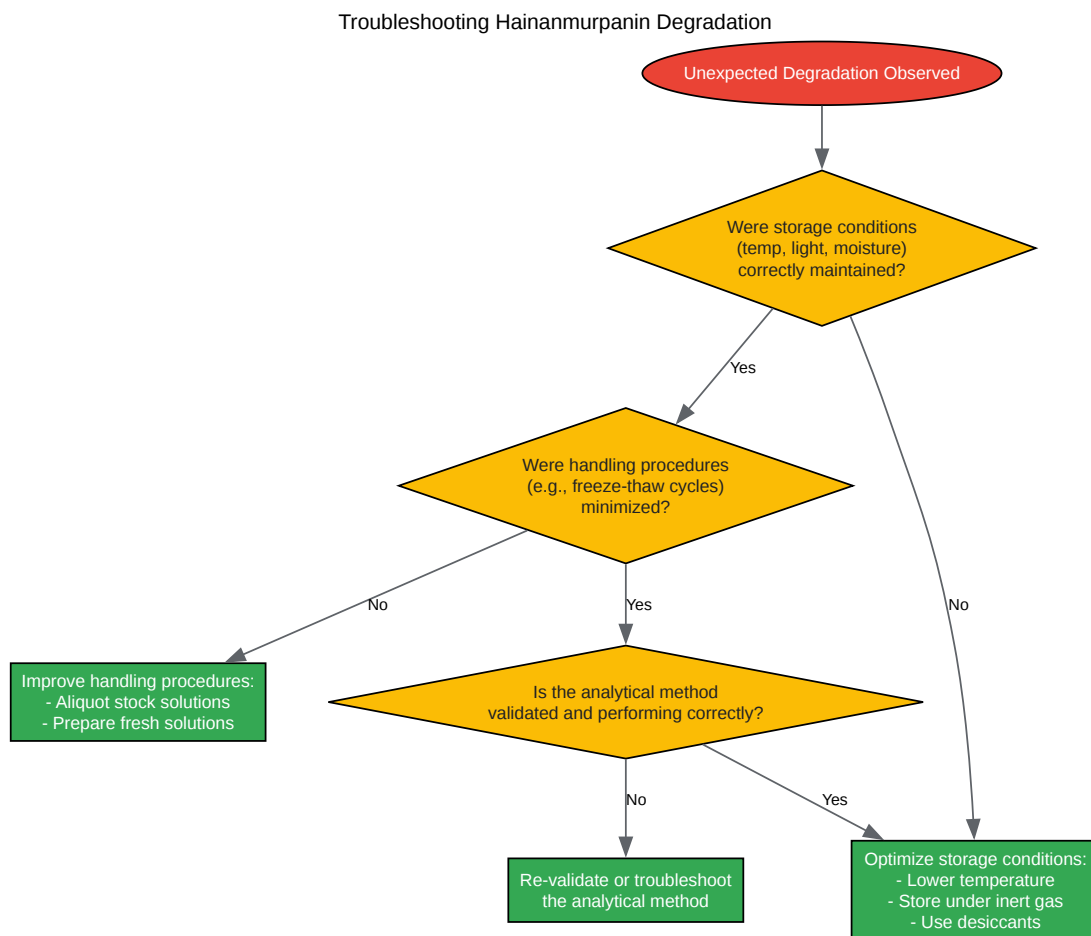 Troubleshooting Hainanmurpanin Degradation
Unexpected Degradation Observed
Were storage conditions
(temp, light, moisture)
correctly maintained?
Yes
Were handling procedures
(e.g., freeze-thaw cycles)
minimized?
No
Yes
No
Improve handling procedures:
- Aliquot stock solutions
- Prepare fresh solutions
Is the analytical method
validated and performing correctly?
No
Yes
Re-validate or troubleshoot
the analytical method
Optimize storage conditions:
- Lower temperature
- Store under inert gas
- Use desiccants